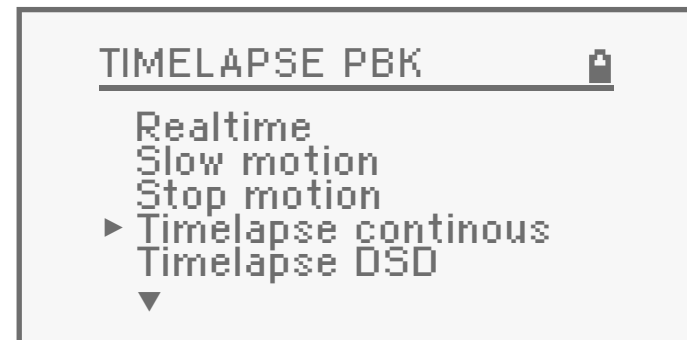 TIMELAPSE PBK
Realtime
Slow motion
Stop motion
Timelapse continous
Timelapse DSD